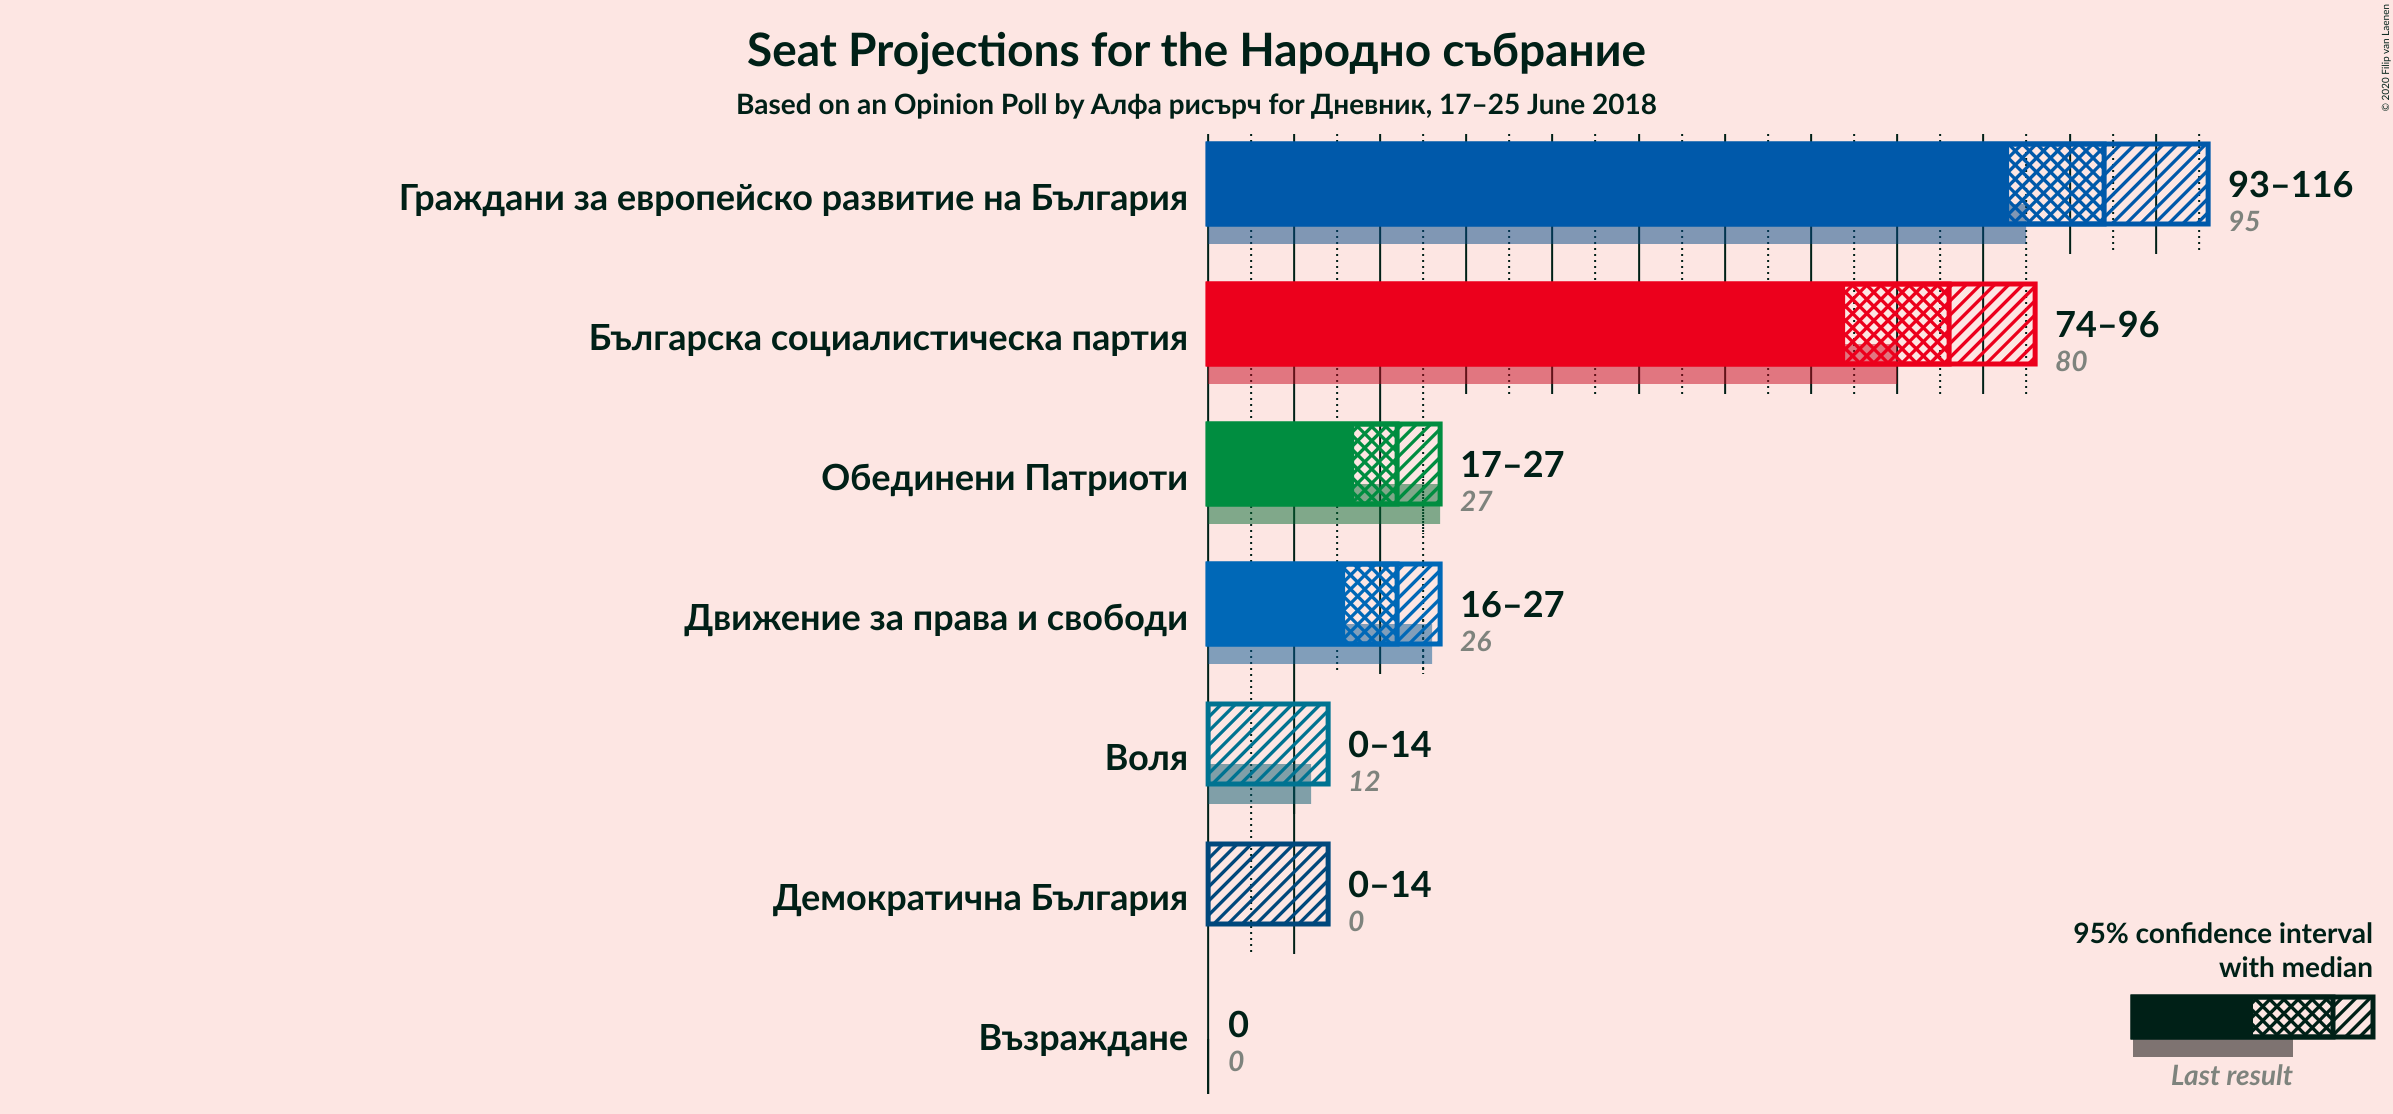 Seat Projections for the Народно събрание
Based on an Opinion Poll by Алфа рисърч for Дневник, 17–25 June 2018
© 2020 Filip van Laenen
Граждани за европейско развитие на България
93–116
95
Българска социалистическа партия
74–96
80
Обединени Патриоти
17–27
27
Движение за права и свободи
16–27
26
Воля
0–14
12
Демократична България
0–14
0
Възраждане
0
0
95% confidence interval
with median
Last result